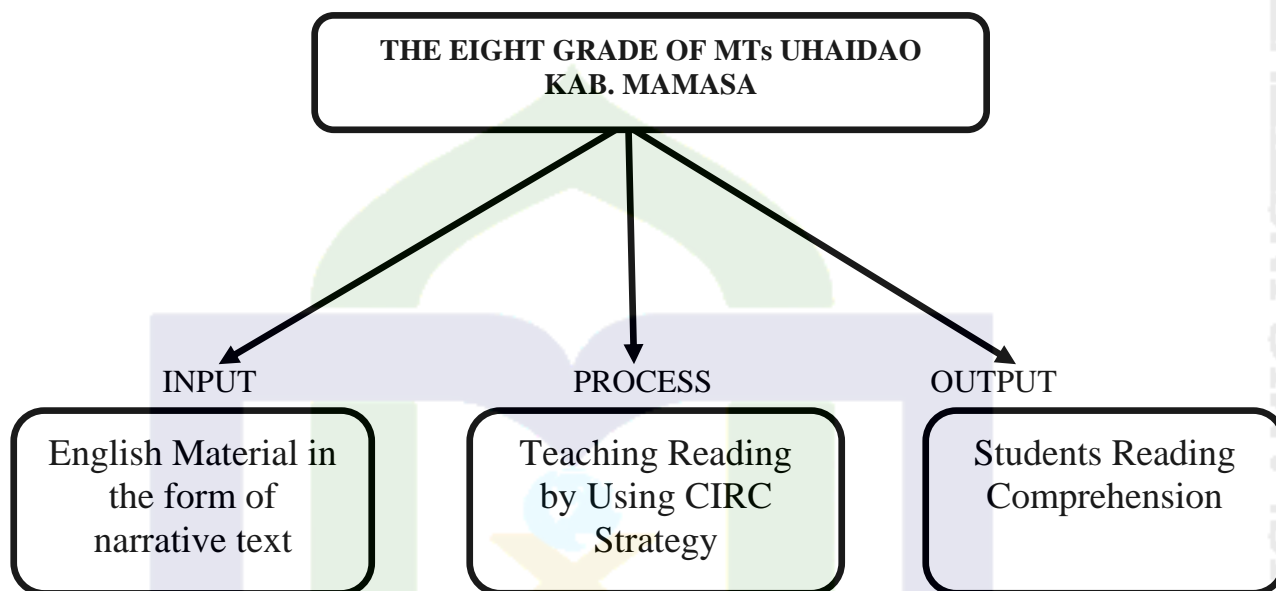 THE EIGHT GRADE OF MTs UHAIDAO
KAB. MAMASA
INPUT
PROCESS
OUTPUT
English Material in
the form of
narrative text
Teaching Reading
by Using CIRC
Strategy
Students Reading
Comprehension